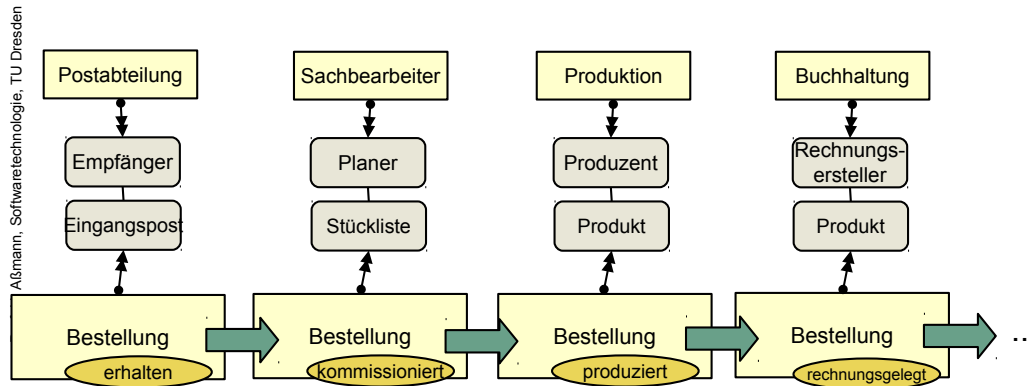 Aßmann, Softwaretechnologie, TU Dresden
Postabteilung
Sachbearbeiter
Produktion
Buchhaltung
Empfänger
Planer
Produzent
Rechnungs-
ersteller
Eingangspost
Stückliste
Produkt
Produkt
Bestellung
Bestellung
Bestellung
Bestellung
..
erhalten
kommissioniert
produziert
rechnungsgelegt